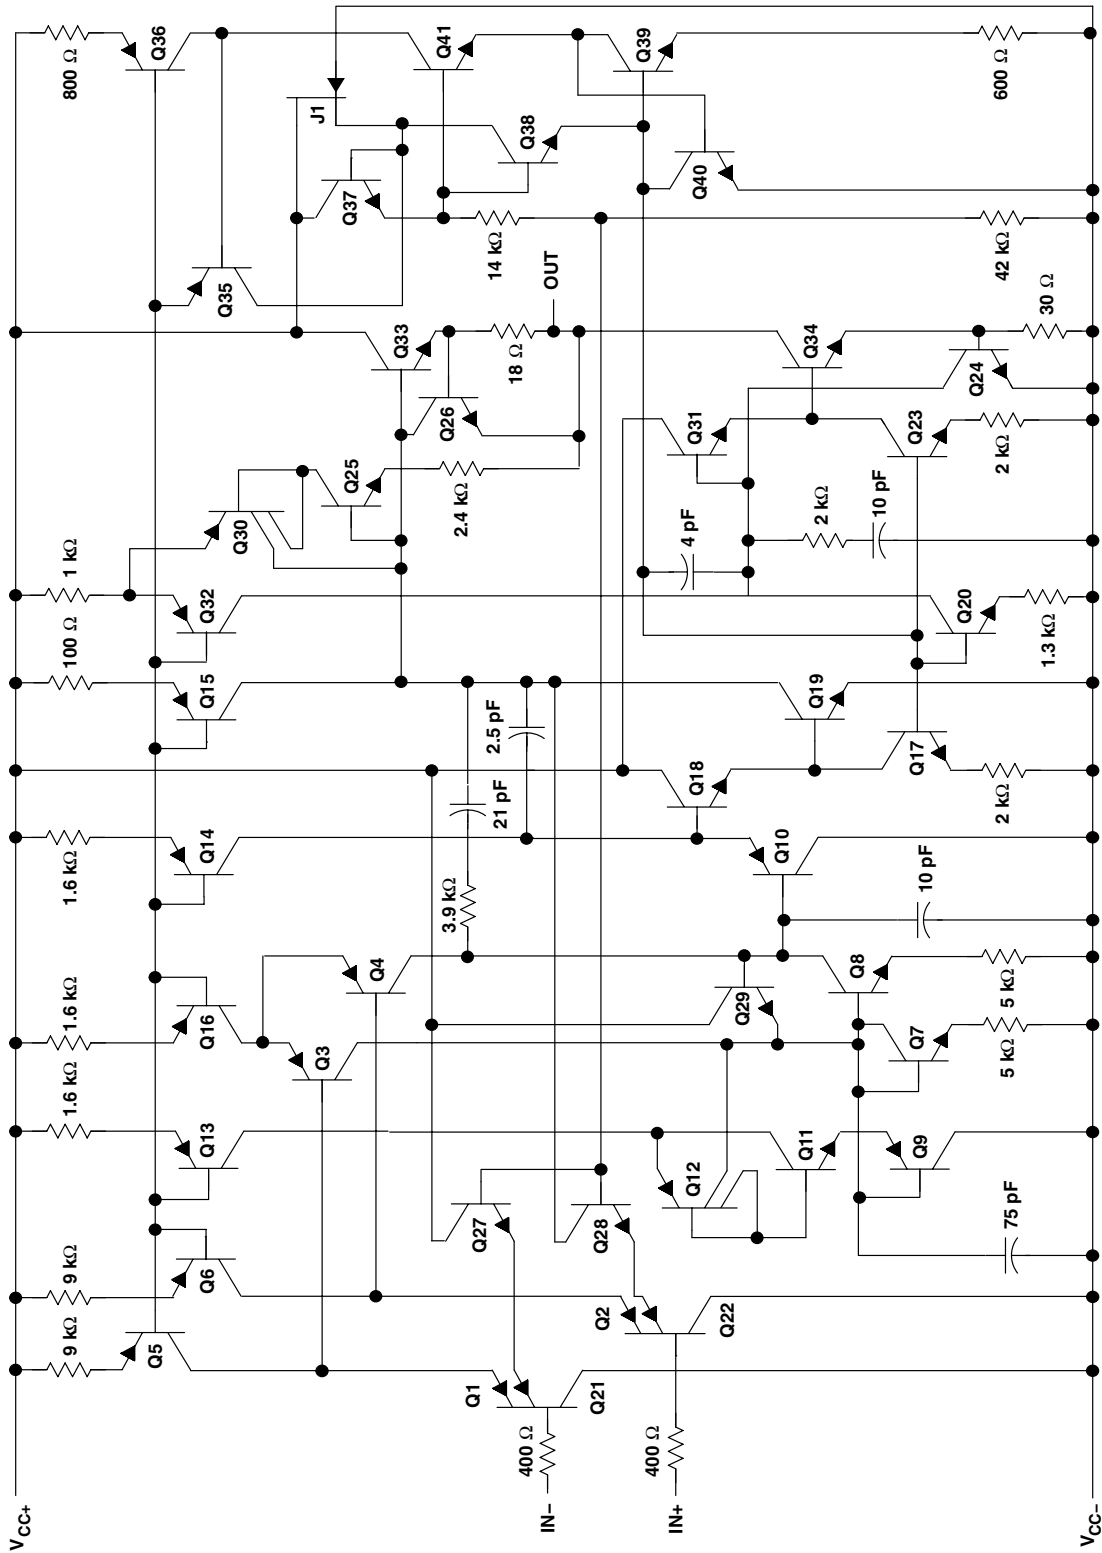 V_CC+
9 kΩ
9 kΩ
1.6 kΩ
1.6 kΩ
1.6 kΩ
100 Ω
1 kΩ
800 Ω
Q5
Q6
Q13
Q16
Q14
Q15
Q32
Q36
Q35
Q30
Q3
J1
Q37
Q25
Q4
Q33
Q26
Q41
3.9 kΩ
2.4 kΩ
Q1
Q27
21 pF
2.5 pF
14 kΩ
18 Ω
Q38
400 Ω
IN−
OUT
Q21
Q2
Q28
Q39
400 Ω
IN+
Q12
Q18
4 pF
Q31
Q40
Q22
Q29
Q11
Q10
Q19
2 kΩ
Q34
10 pF
Q9
Q7
Q8
Q17
Q23
10 pF
Q20
Q24
75 pF
5 kΩ
5 kΩ
2 kΩ
1.3 kΩ
2 kΩ
30 Ω
42 kΩ
600 Ω
V_CC−